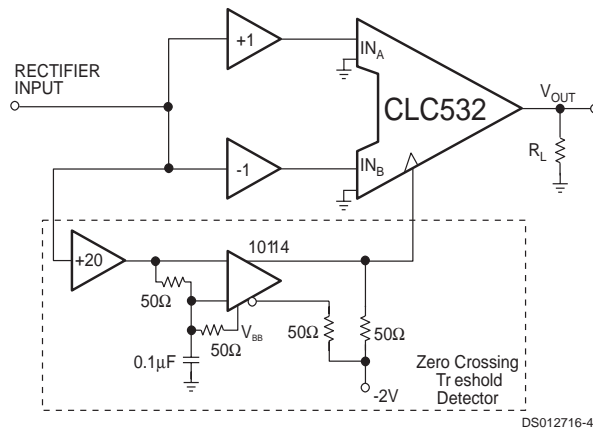 +1
IN_A
RECTIFIER
INPUT
CLC532
V_OUT
R_L
-1
IN_B
+20
10114
50Ω
50Ω
V_BB
50Ω
50Ω
0.1μF
-2V
Zero Crossing
Tr eshold
Detector
DS012716-4